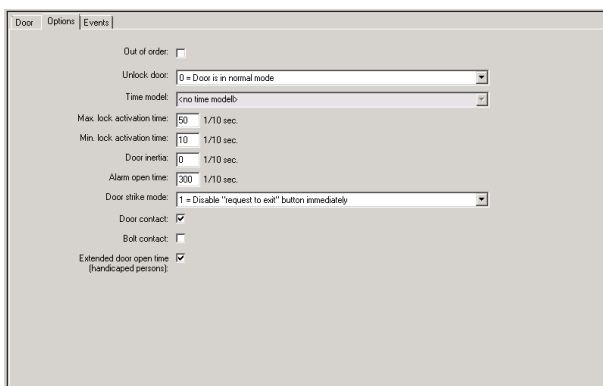 Door Options Events
Out of order:
Unlock door: 0 = Door is in normal mode
Time model: <no time model>
Max. lock activation time: 50 1/10 sec.
Min. lock activation time: 10 1/10 sec.
Door inertia: 0 1/10 sec.
Alarm open time: 300 1/10 sec.
Door strike mode: 1 = Disable "request to exit" button immediately
Door contact:
Bolt contact:
Extended door open time
(handicaped persons):